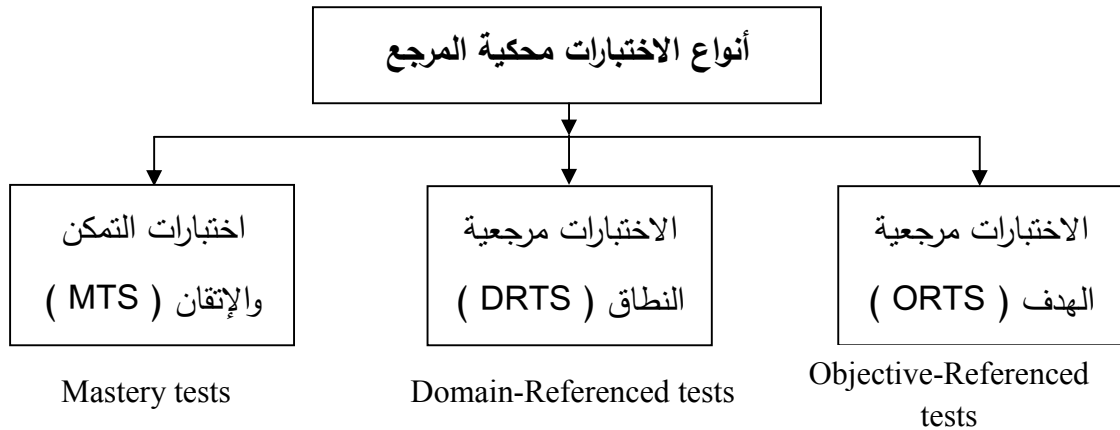 أنواع الاختبارات محكية المرجع
الاختبارات مرجعية
الهدف ( ORTS )
Objective-Referenced
tests
الاختبارات مرجعية
النطاق ( DRTS )
Domain-Referenced tests
اختبارات التمكن
والإتقان ( MTS )
Mastery tests